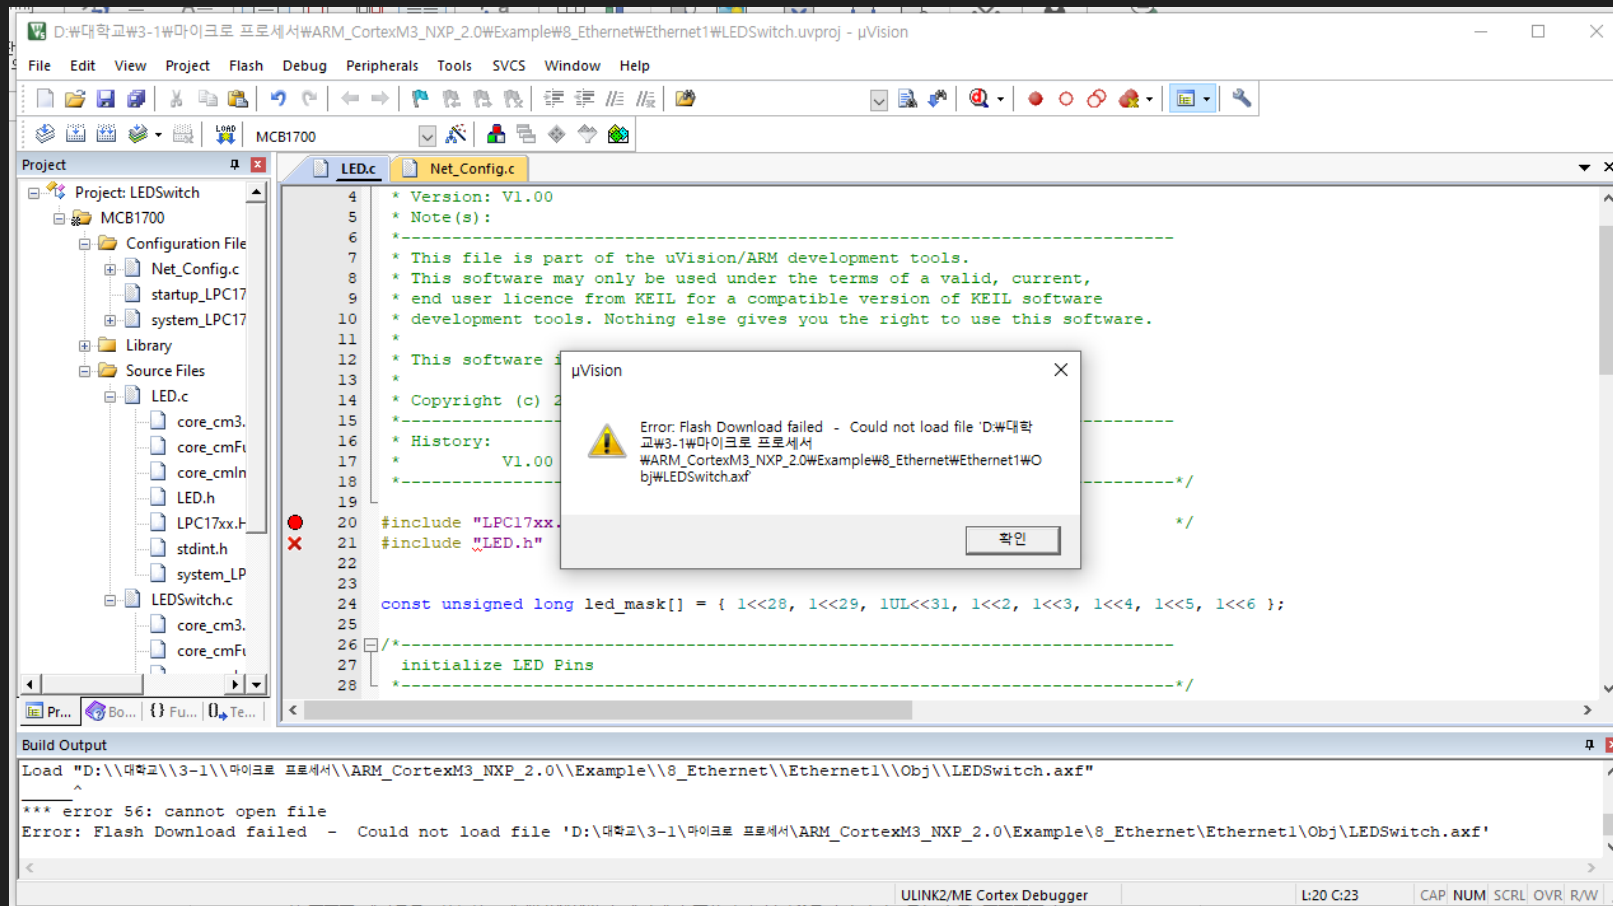 D:₩대학교₩3-1₩마이크로 프로세서₩ARM_CortexM3_NXP_2.0₩Example₩8_Ethernet₩Ethernet1₩LEDSwitch.uvproj - µVision
File Edit View Project Flash Debug Peripherals Tools SVCS Window Help
LOAD MCB1700
Project
LED.c Net_Config.c
Project: LEDSwitch
MCB1700
Configuration File
Net_Config.c
startup_LPC17
system_LPC17
Library
Source Files
LED.c
core_cm3.
core_cmFu
core_cmIn
LED.h
LPC17xx.H
stdint.h
system_LP
LEDSwitch.c
core_cm3.
core_cmFu
Pr... Bo... {} Fu... Te...
4 * Version: V1.00
5 * Note(s):
6 *----------------------------------------------------------------------------
7 * This file is part of the uVision/ARM development tools.
8 * This software may only be used under the terms of a valid, current,
9 * end user licence from KEIL for a compatible version of KEIL software
10 * development tools. Nothing else gives you the right to use this software.
11 *
12 * This software i
13 *
14 * Copyright (c) 2
15 *----------------------------------------------------------------------------
16 * History:
17 * V1.00
18 *----------------------------------------------------------------------------*/
19
20 #include "LPC17xx. */
21 #include "LED.h"
22
23
24 const unsigned long led_mask[] = { 1<<28, 1<<29, 1UL<<31, 1<<2, 1<<3, 1<<4, 1<<5, 1<<6 };
25
26 /*----------------------------------------------------------------------------
27 initialize LED Pins
28 *----------------------------------------------------------------------------*/
µVision
Error: Flash Download failed - Could not load file 'D:₩대학
교₩3-1₩마이크로 프로세서
₩ARM_CortexM3_NXP_2.0₩Example₩8_Ethernet₩Ethernet1₩O
bj₩LEDSwitch.axf'
확인
Build Output
Load "D:\\대학교\\3-1\\마이크로 프로세서\\ARM_CortexM3_NXP_2.0\\Example\\8_Ethernet\\Ethernet1\\Obj\\LEDSwitch.axf"
______^
*** error 56: cannot open file
Error: Flash Download failed - Could not load file 'D:\대학교\3-1\마이크로 프로세서\ARM_CortexM3_NXP_2.0\Example\8_Ethernet\Ethernet1\Obj\LEDSwitch.axf'
ULINK2/ME Cortex Debugger L:20 C:23 CAP NUM SCRL OVR R/W